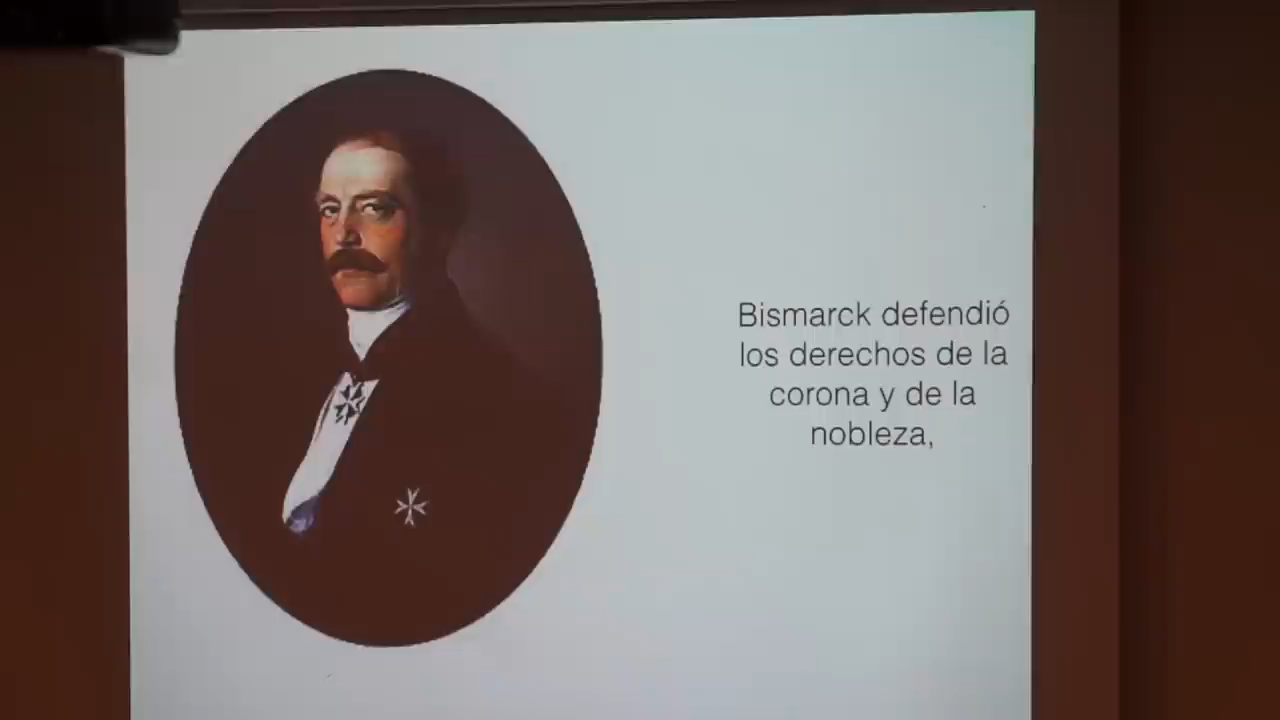 Bismarck defendió
los derechos de la
corona y de la
nobleza,